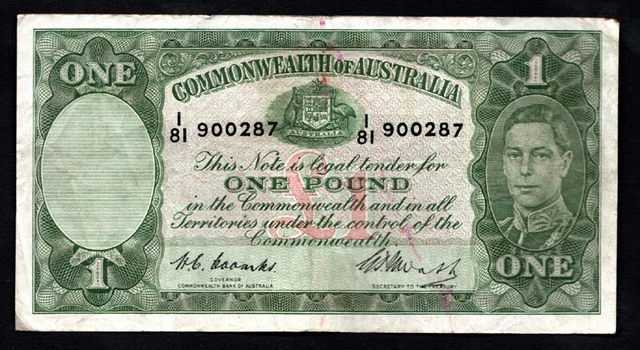 ONE
1
COMMONWEALTH OF AUSTRALIA
AUSTRALIA
I
81 900287
I
81 900287
This Note is legal tender for
ONE POUND
in the Commonwealth and in all
Territories under the control of the
Commonwealth.
£1
H.C. Coombs.
GOVERNOR
COMMONWEALTH BANK OF AUSTRALIA.
SECRETARY TO THE TREASURY
1
ONE